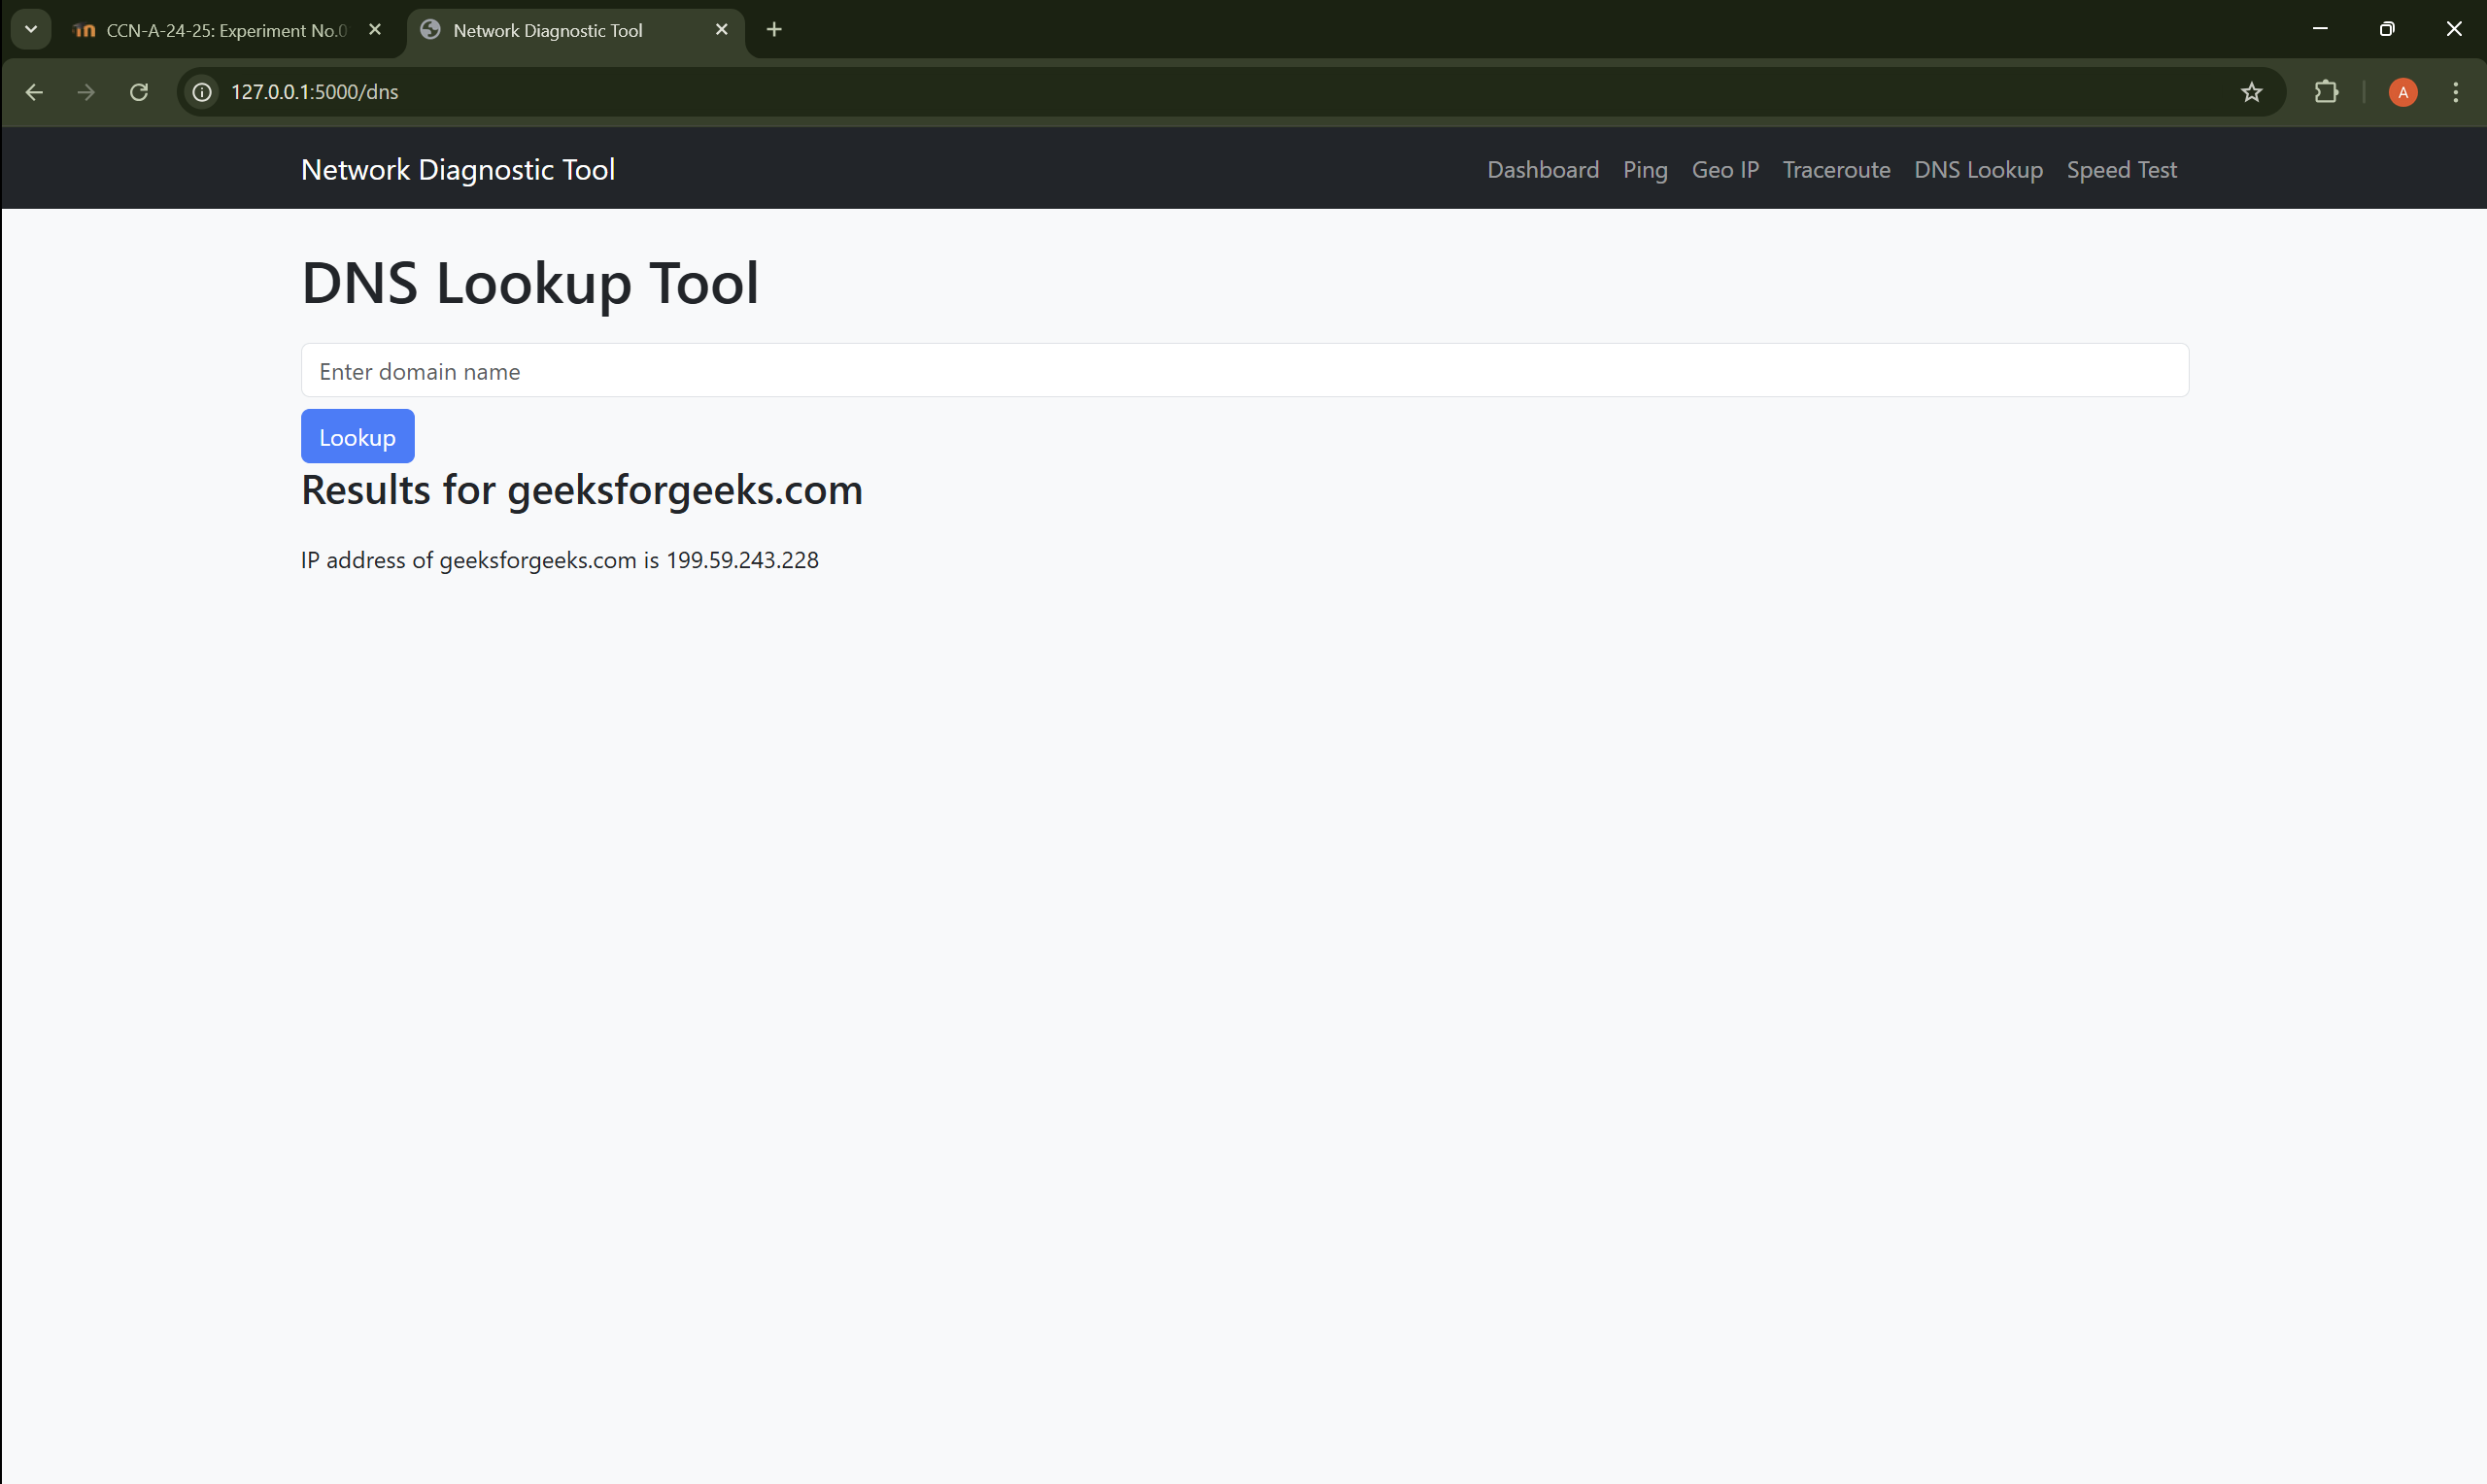 CCN-A-24-25: Experiment No.0
Network Diagnostic Tool
127.0.0.1:5000/dns
A
Network Diagnostic Tool
Dashboard Ping Geo IP Traceroute DNS Lookup Speed Test
DNS Lookup Tool
Enter domain name
Lookup
Results for geeksforgeeks.com
IP address of geeksforgeeks.com is 199.59.243.228